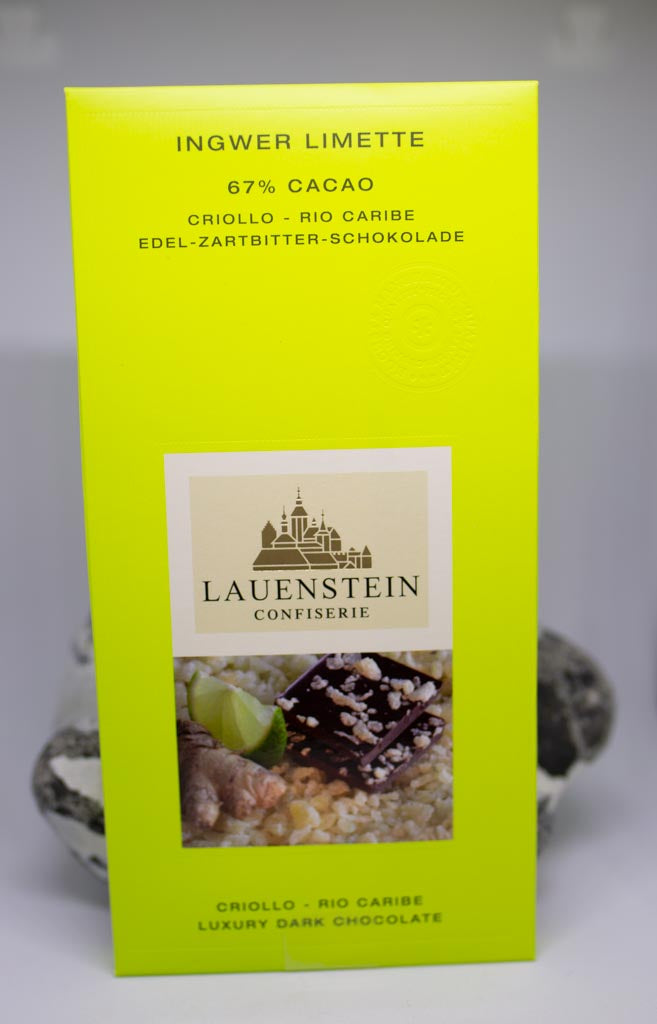 INGWER LIMETTE
67% CACAO
CRIOLLO - RIO CARIBE
EDEL-ZARTBITTER-SCHOKOLADE
LAUENSTEIN
CONFISERIE
CRIOLLO - RIO CARIBE
LUXURY DARK CHOCOLATE